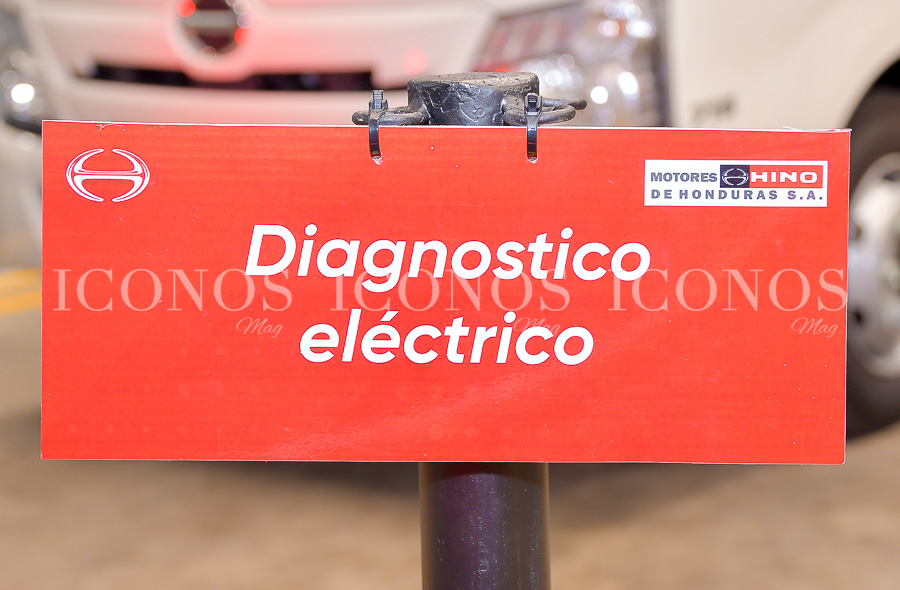 MOTORES HINO
DE HONDURAS S.A.
Diagnostico
ICONOS ICONOS ICONOS
Mag Mag Mag
eléctrico